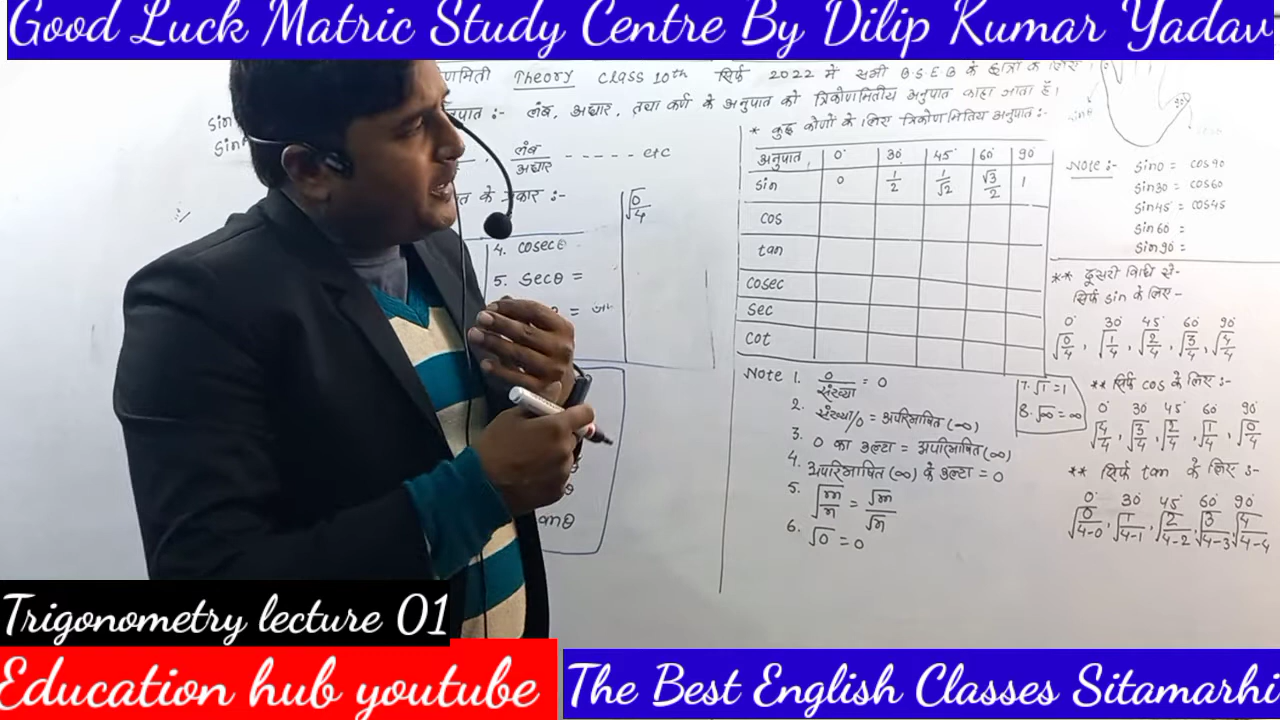 Good Luck Matric Study Centre By Dilip Kumar Yadav
णमिती Theory Class 10th सिर्फ 2022 में सभी B.S.E.B के छात्रों के लिए
नुपात :- लंब, अधार, तथा कर्ण के अनुपात को त्रिकोणमितीय अनुपात काहा जाता हैं।
लंब/अधार ----- etc
त के प्रकार :-
√0/4
4. cosecθ
5. secθ =
anθ
* कुछ कोणों के लिए त्रिकोणमितिय अनुपात :-
अनुपात 0° 30° 45° 60° 90°
sin 0 1/2 1/√2 √3/2 1
cos
tan
cosec
sec
cot
Note 1. 0/संख्या = 0
2. संख्या/0 = अपरिभाषित (∞)
3. 0 का उल्टा = अपरिभाषित (∞)
4. अपरिभाषित (∞) के उल्टा = 0
5. √m/n = √m/√n
6. √0 = 0
7. √1 = 1
8. √∞ = ∞
Note :- sin0 = cos90
sin30 = cos60
sin45 = cos45
sin60 =
sin90 =
** दूसरी विधि से-
सिर्फ sin के लिए -
0° 30° 45° 60° 90°
√0/4, √1/4, √2/4, √3/4, √4/4
** सिर्फ cos के लिए :-
0° 30° 45° 60° 90°
√4/4, √3/4, √2/4, √1/4, √0/4
** सिर्फ tan के लिए :-
0° 30° 45° 60° 90°
√0/4-0, √1/4-1, √2/4-2, √3/4-3, √4/4-4
Trigonometry lecture 01
Education hub youtube
The Best English Classes Sitamarhi